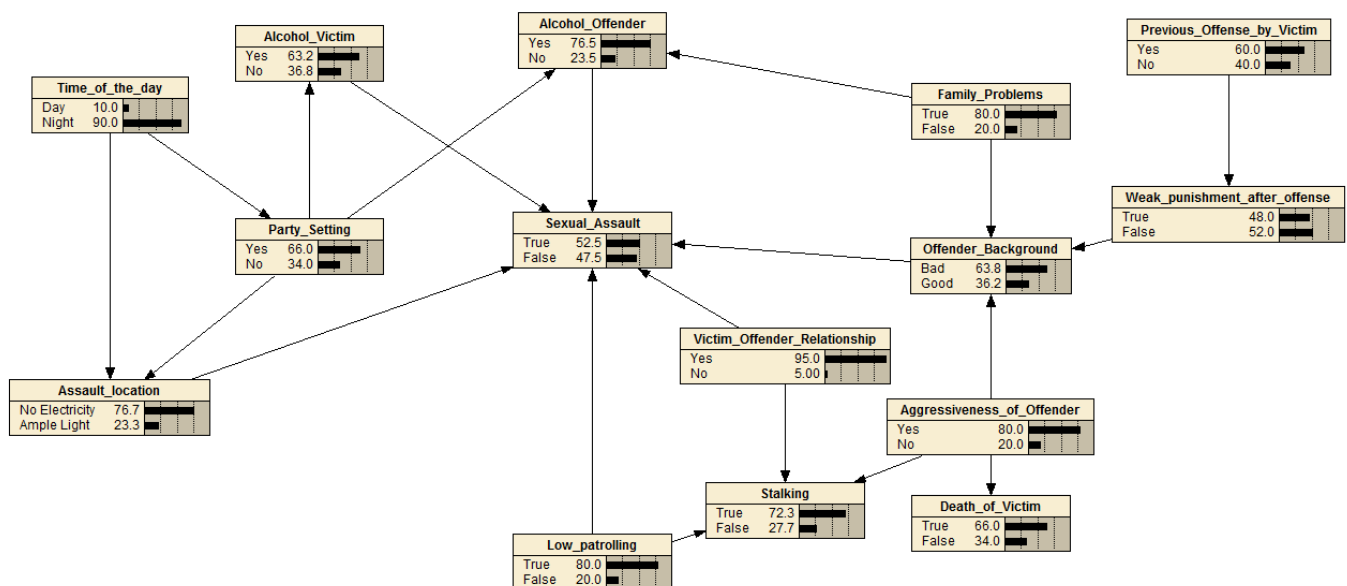 Alcohol_Victim
Yes 63.2
No 36.8
Alcohol_Offender
Yes 76.5
No 23.5
Previous_Offense_by_Victim
Yes 60.0
No 40.0
Time_of_the_day
Day 10.0
Night 90.0
Family_Problems
True 80.0
False 20.0
Party_Setting
Yes 66.0
No 34.0
Sexual_Assault
True 52.5
False 47.5
Weak_punishment_after_offense
True 48.0
False 52.0
Offender_Background
Bad 63.8
Good 36.2
Victim_Offender_Relationship
Yes 95.0
No 5.00
Assault_location
No Electricity 76.7
Ample Light 23.3
Aggressiveness_of_Offender
Yes 80.0
No 20.0
Stalking
True 72.3
False 27.7
Death_of_Victim
True 66.0
False 34.0
Low_patrolling
True 80.0
False 20.0